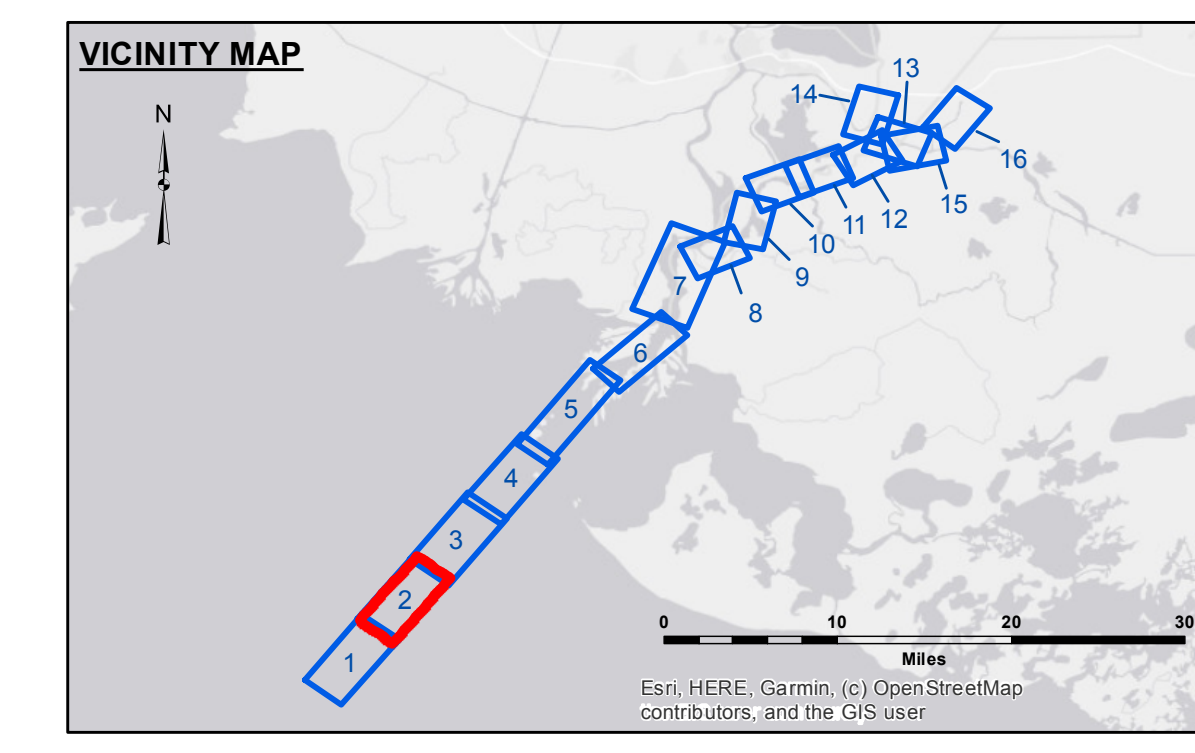 VICINITY MAP
N
13
14
16
15
12
11
10
9
8
7
6
5
4
3
2
1
0 10 20 30
Miles
Esri, HERE, Garmin, (c) OpenStreetMap
contributors, and the GIS user